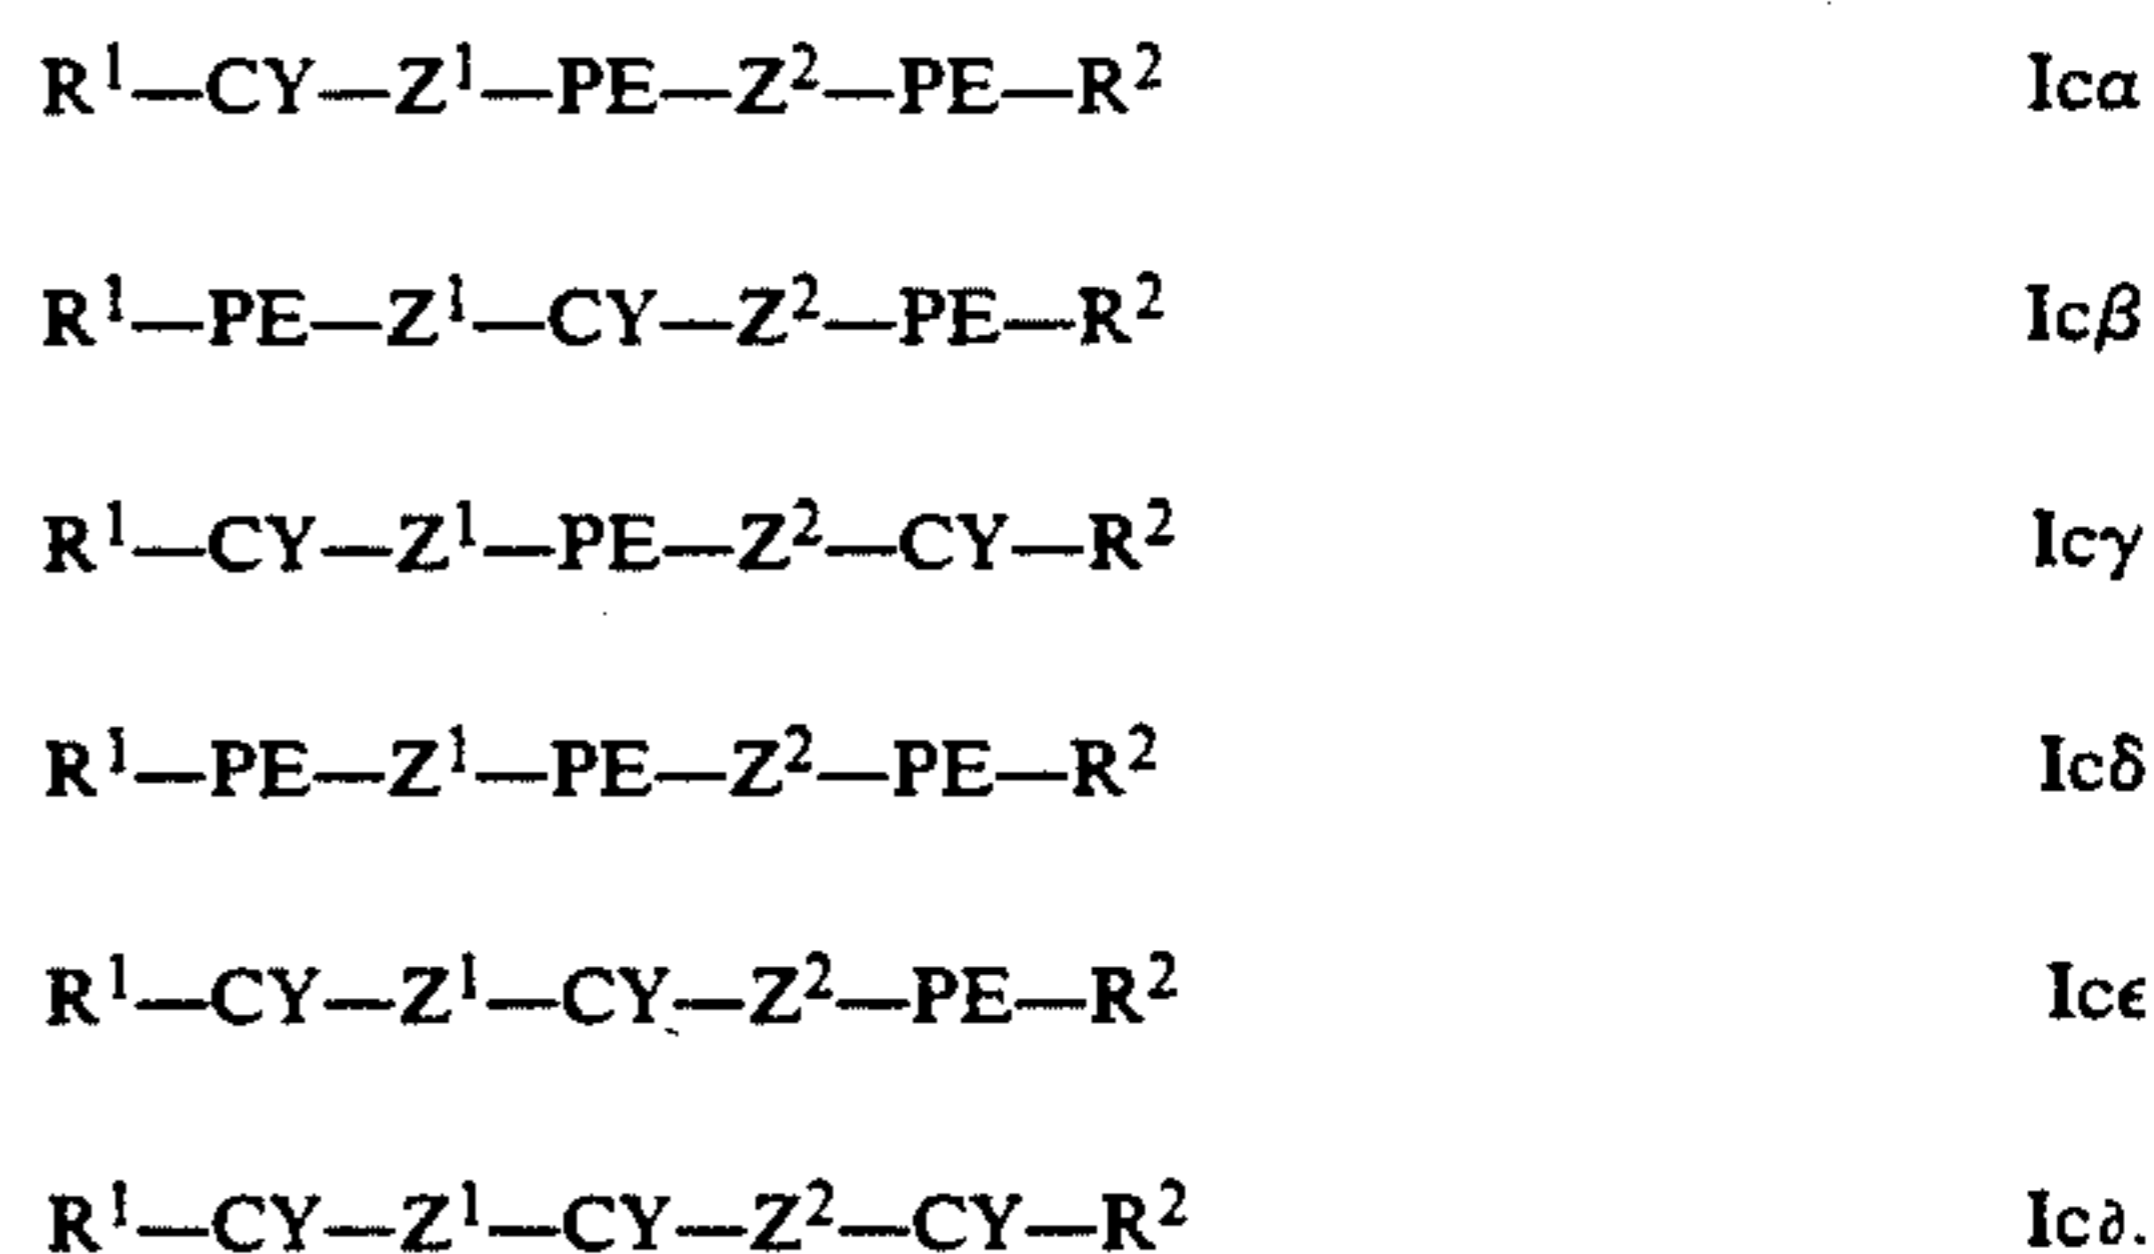 R¹—CY—Z¹—PE—Z²—PE—R² Icα
R¹—PE—Z¹—CY—Z²—PE—R² Icβ
R¹—CY—Z¹—PE—Z²—CY—R² Icγ
R¹—PE—Z¹—PE—Z²—PE—R² Icδ
R¹—CY—Z¹—CY—Z²—PE—R² Icϵ
R¹—CY—Z¹—CY—Z²—CY—R² Ic∂.